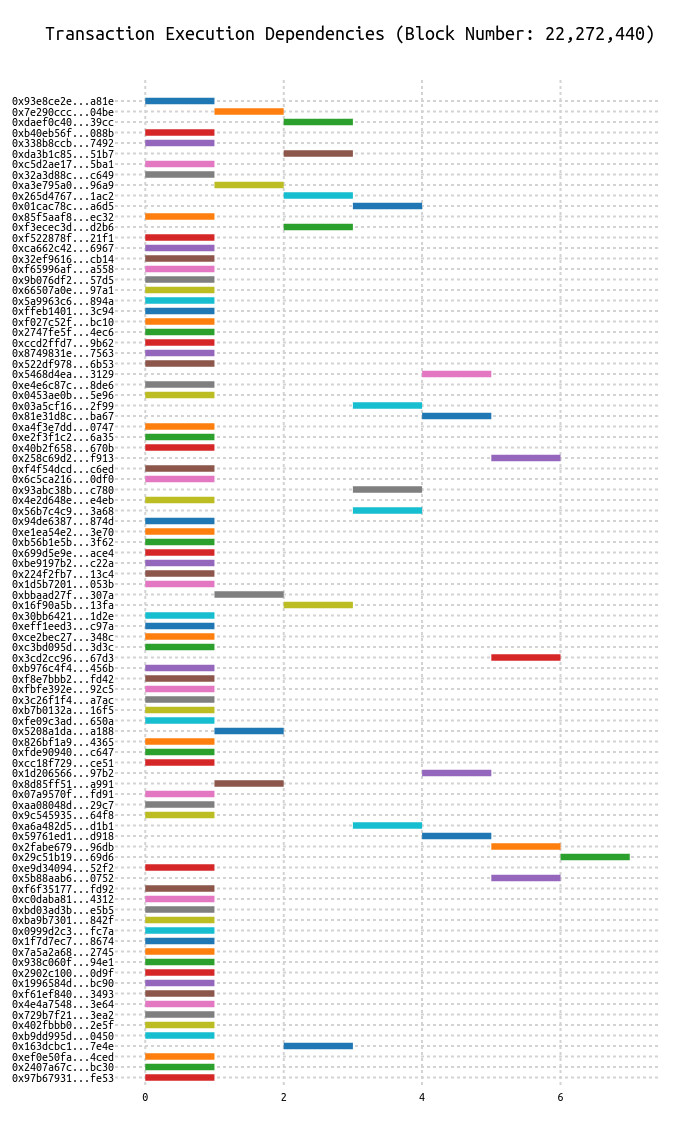 Transaction Execution Dependencies (Block Number: 22,272,440)
0x93e8ce2e...a81e
0x7e290ccc...04be
0xdaef0c40...39cc
0xb40eb56f...088b
0x338b8ccb...7492
0xda3b1c85...51b7
0xc5d2ae17...5ba1
0x32a3d88c...c649
0xa3e795a0...96a9
0x265d4767...1ac2
0x01cac78c...a6d5
0x85f5aaf8...ec32
0xf3ecec3d...d2b6
0xf522878f...21f1
0xca662c42...6967
0x32ef9616...cb14
0xf65996af...a558
0x9b076df2...57d5
0x66507a0e...97a1
0x5a9963c6...894a
0xffeb1401...3c94
0xf027c52f...bc10
0x2747fe5f...4ec6
0xccd2ffd7...9b62
0x8749831e...7563
0x522df978...6b53
0x5468d4ea...3129
0xe4e6c87c...8de6
0x0453ae0b...5e96
0x03a5cf16...2f99
0x81e31d8c...ba67
0xa4f3e7dd...0747
0xe2f3f1c2...6a35
0x40b2f658...670b
0x258c69d2...f913
0xf4f54dcd...c6ed
0x6c5ca216...0df0
0x93abc38b...c780
0x4e2d648e...e4eb
0x56b7c4c9...3a68
0x94de6387...874d
0xe1ea54e2...3e70
0xb56b1e5b...3f62
0x699d5e9e...ace4
0xbe9197b2...c22a
0x224f2fb7...13c4
0x1d5b7201...053b
0xbbaad27f...307a
0x16f90a5b...13fa
0x30bb6421...1d2e
0xeff1eed3...c97a
0xce2bec27...348c
0xc3bd095d...3d3c
0x3cd2cc96...67d3
0xb976c4f4...456b
0xf8e7bbb2...fd42
0xfbfe392e...92c5
0x3c26f1f4...a7ac
0xb7b0132a...16f5
0xfe09c3ad...650a
0x5208a1da...a188
0x826bf1a9...4365
0xfde90940...c647
0xcc18f729...ce51
0x1d206566...97b2
0x8d85ff51...a991
0x07a9570f...fd91
0xaa08048d...29c7
0x9c545935...64f8
0xa6a482d5...d1b1
0x59761ed1...d918
0x2fabe679...96db
0x29c51b19...69d6
0xe9d34094...52f2
0x5b88aab6...0752
0xf6f35177...fd92
0xc0daba81...4312
0xbd03ad3b...e5b5
0xba9b7301...842f
0x0999d2c3...fc7a
0x1f7d7ec7...8674
0x7a5a2a68...2745
0x938c060f...94e1
0x2902c100...0d9f
0x1996584d...bc90
0xf61ef840...3493
0x4e4a7548...3e64
0x729b7f21...3ea2
0x402fbbb0...2e5f
0xb9dd995d...0450
0x163dcbc1...7e4e
0xef0e50fa...4ced
0x2407a67c...bc30
0x97b67931...fe53
0 2 4 6